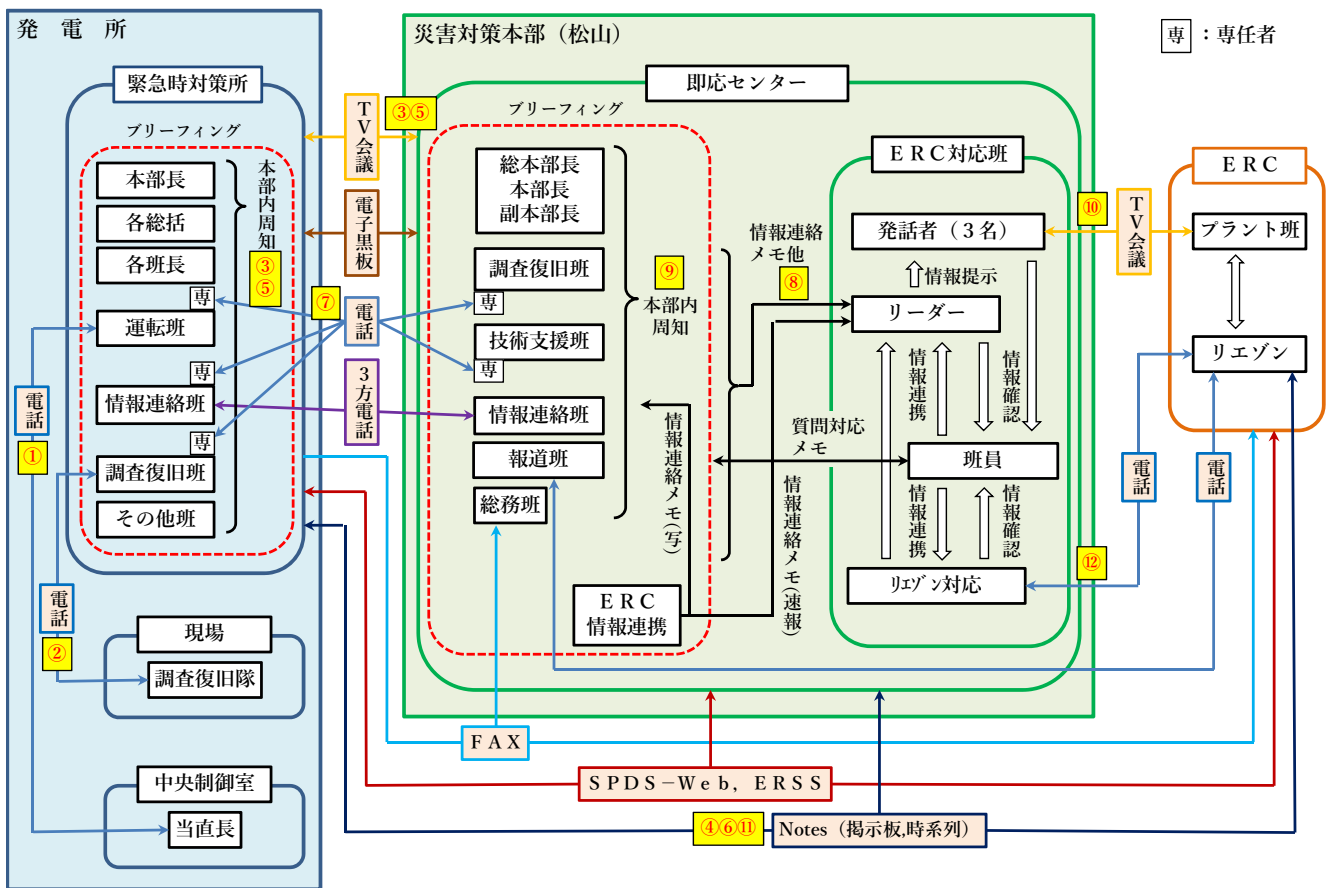 発 電 所
緊急時対策所
ブリーフィング
本部長
各総括
各班長
専
運転班
専
情報連絡班
専
調査復旧班
その他班
本部内周知
③
⑤
電話
①
電話
②
現場
調査復旧隊
中央制御室
当直長
TV会議
③⑤
電子黒板
⑦
電話
3方電話
災害対策本部（松山）
即応センター
ブリーフィング
総本部長
本部長
副本部長
調査復旧班
専
技術支援班
専
情報連絡班
報道班
総務班
⑨
本部内
周知
ERC
情報連携
情報連絡メモ(写)
情報連絡
メモ他
⑧
質問対応
メモ
情報連絡メモ(速報)
ERC対応班
発話者（3名）
情報提示
リーダー
情報連携
情報確認
班員
情報連携
情報確認
リエゾン対応
⑩
TV会議
⑫
電話
電話
専 ：専任者
ERC
プラント班
リエゾン
FAX
SPDS－Web, ERSS
④⑥⑪
Notes（掲示板,時系列）